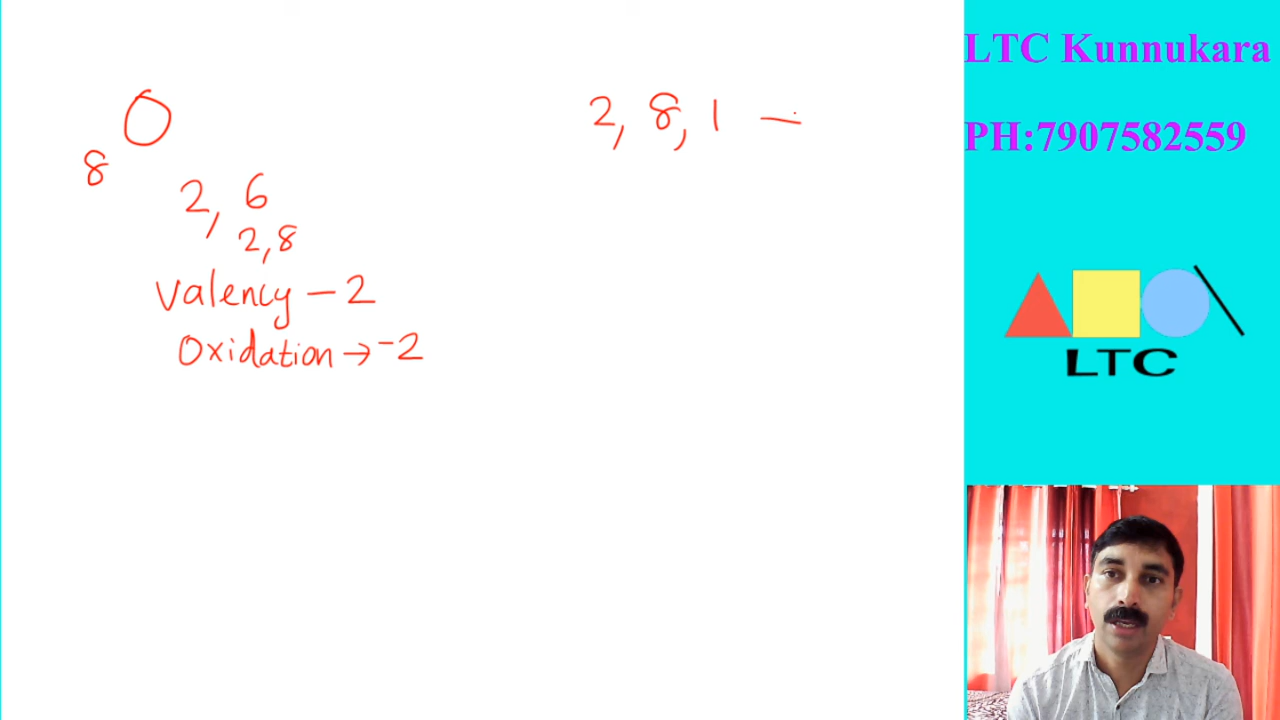 O
8
2, 6
2,8
Valency – 2
Oxidation → -2
2, 8, 1 —
LTC Kunnukara
PH:7907582559
LTC